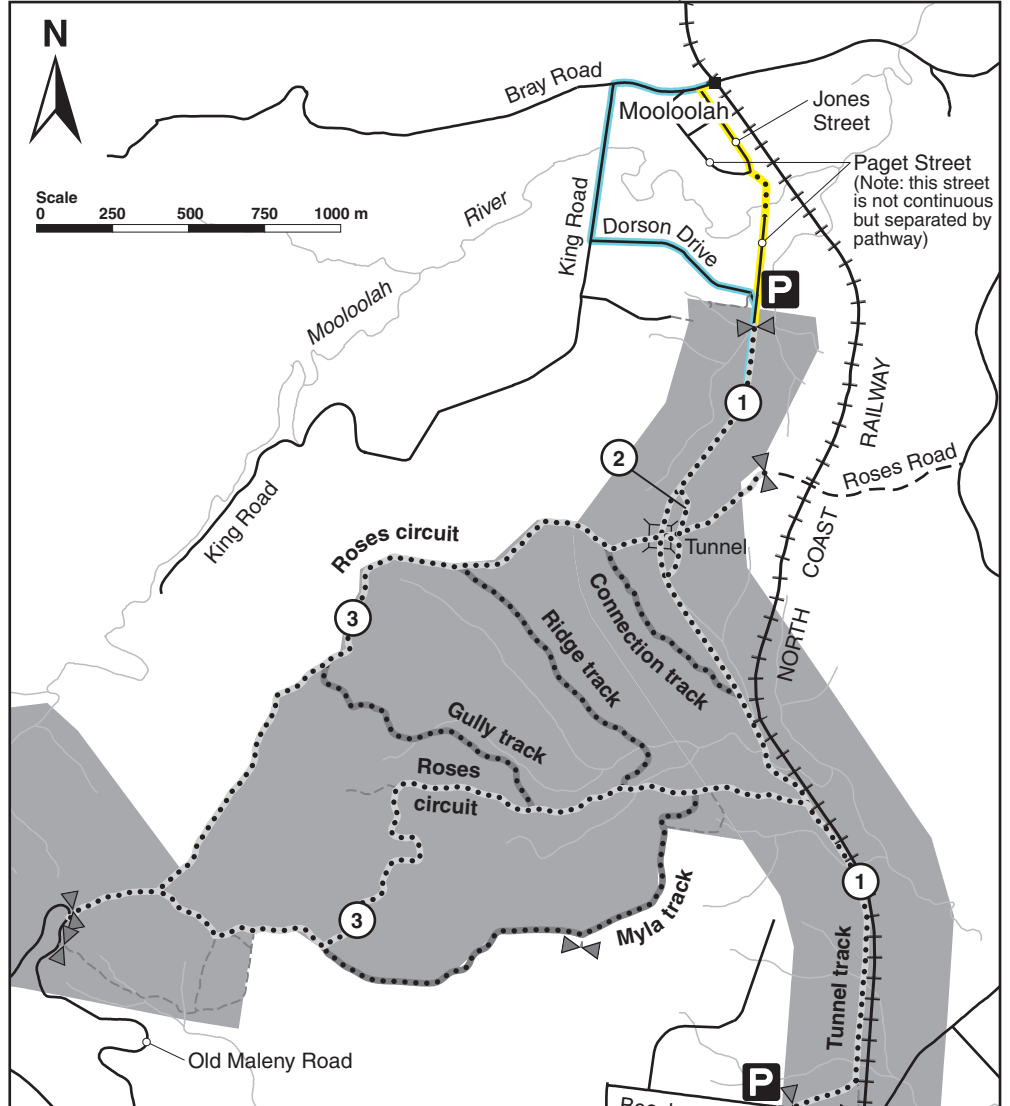 N
Bray Road
Mooloolah
Jones
Street
Paget Street
(Note: this street
is not continuous
but separated by
pathway)
Scale
0 250 500 750 1000 m
River
King Road
Dorson Drive
P
Mooloolah
1
RAILWAY
2
Roses Road
King Road
Roses circuit
Tunnel
COAST
3
Connection track
Ridge track
NORTH
Gully track
Roses
circuit
1
3
Myla track
Tunnel track
Old Maleny Road
P